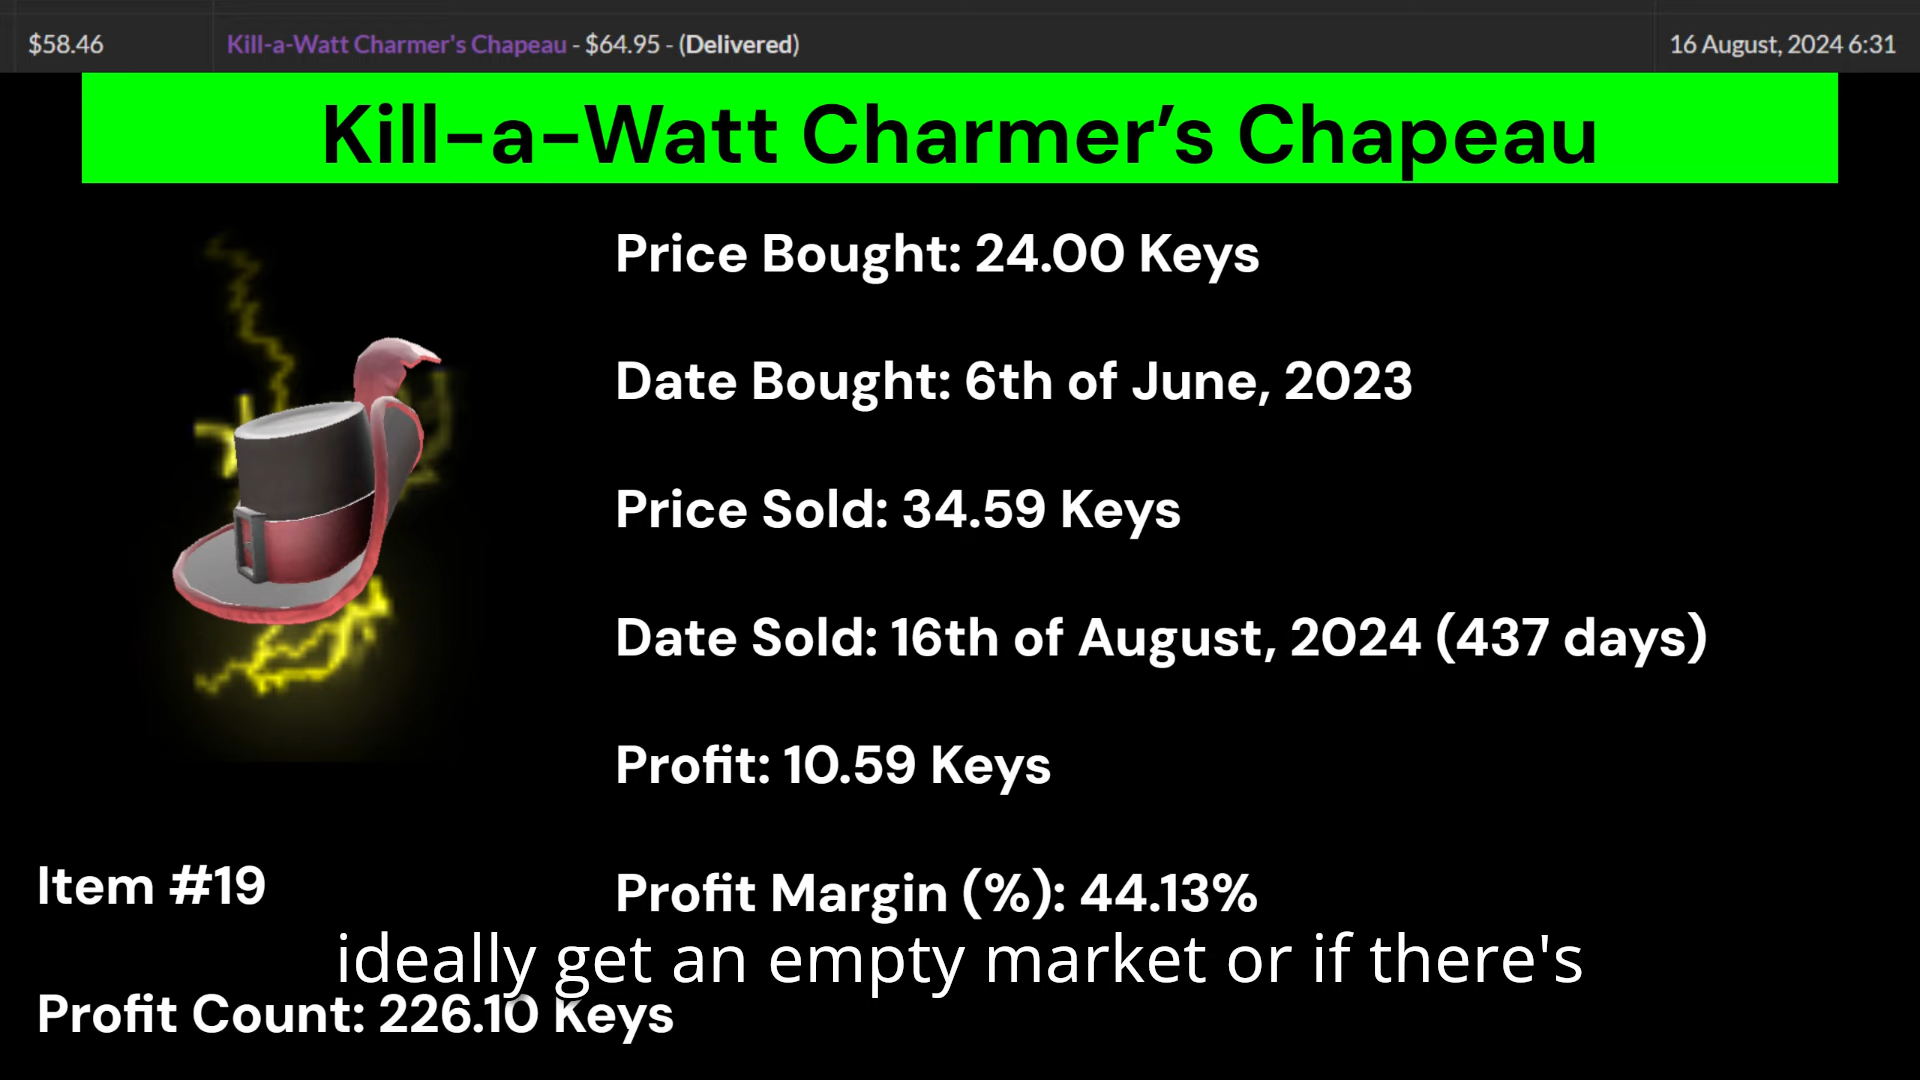 $58.46 Kill-a-Watt Charmer's Chapeau - $64.95 - (Delivered) 16 August, 2024 6:31
Kill-a-Watt Charmer’s Chapeau
Price Bought: 24.00 Keys
Date Bought: 6th of June, 2023
Price Sold: 34.59 Keys
Date Sold: 16th of August, 2024 (437 days)
Profit: 10.59 Keys
Item #19
Profit Margin (%): 44.13%
ideally get an empty market or if there's
Profit Count: 226.10 Keys